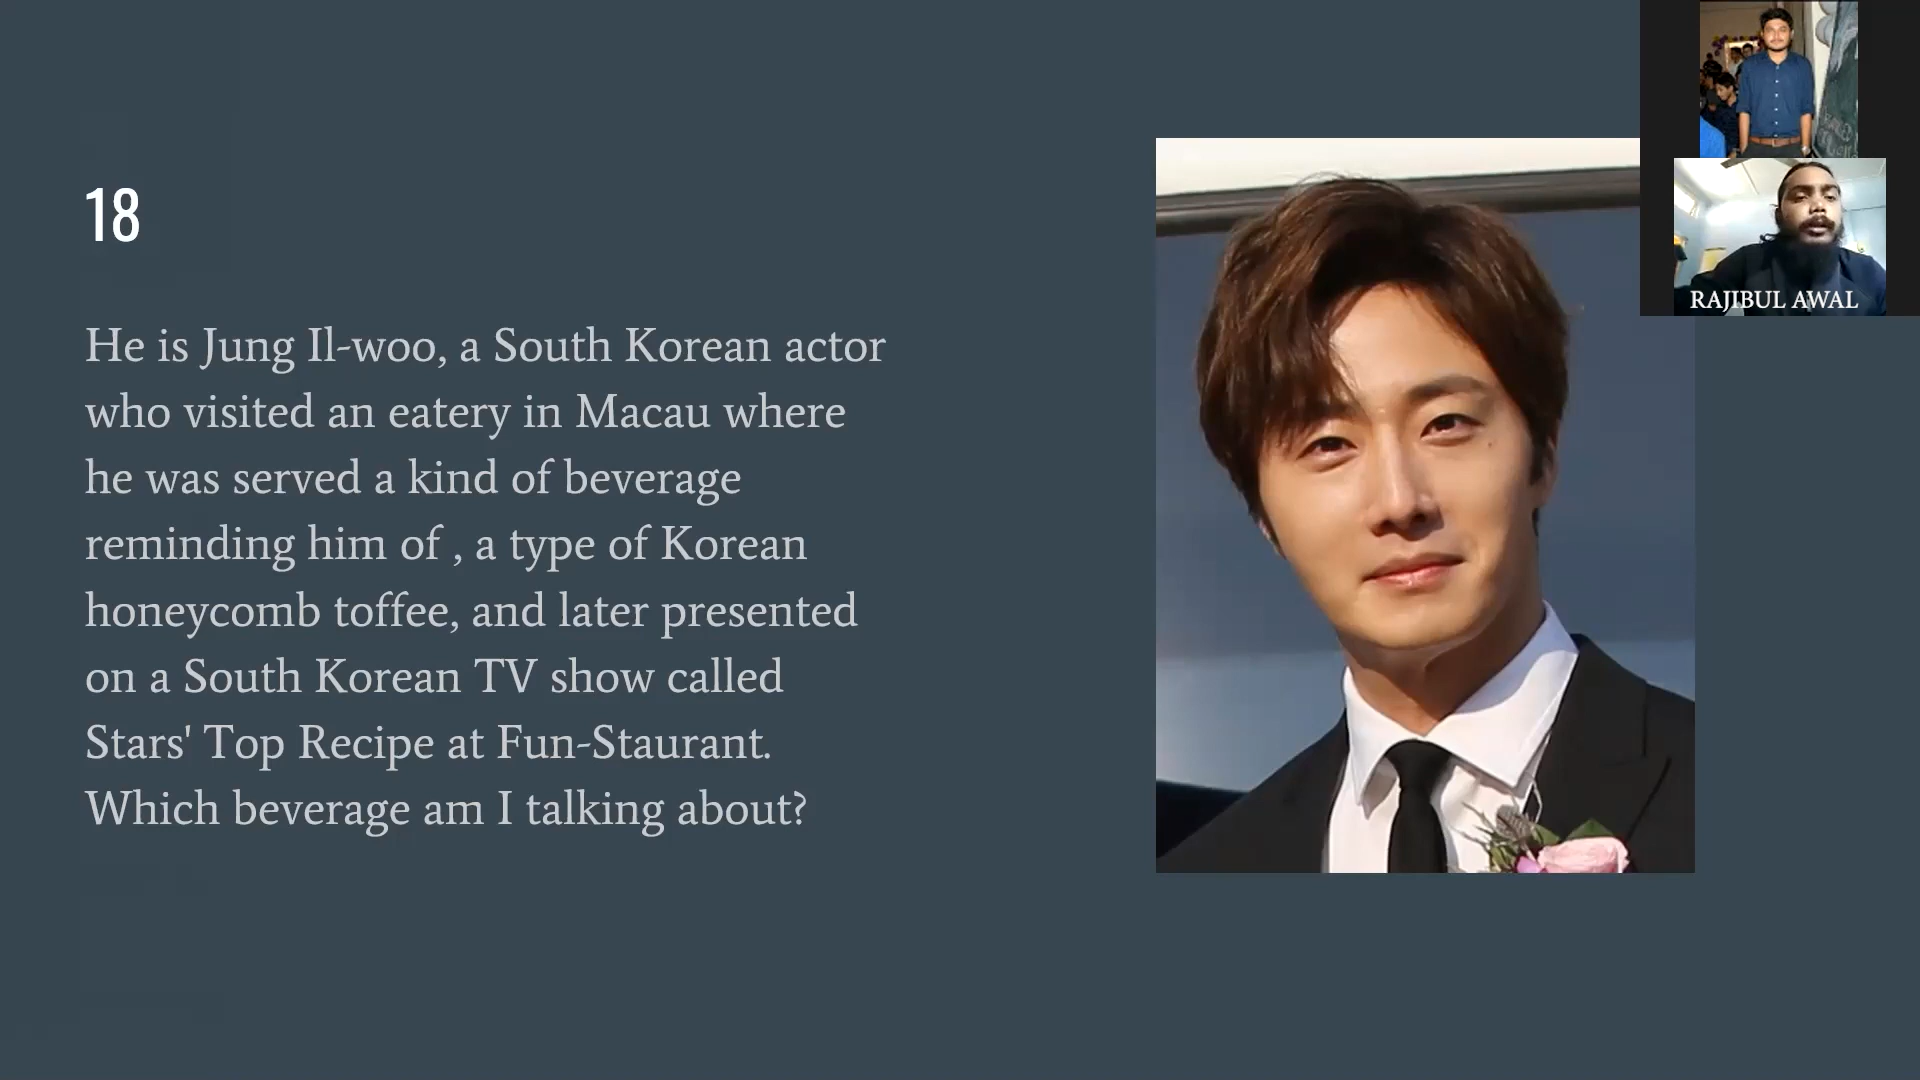 18
He is Jung Il-woo, a South Korean actor
who visited an eatery in Macau where
he was served a kind of beverage
reminding him of , a type of Korean
honeycomb toffee, and later presented
on a South Korean TV show called
Stars' Top Recipe at Fun-Staurant.
Which beverage am I talking about?
RAJIBUL AWAL